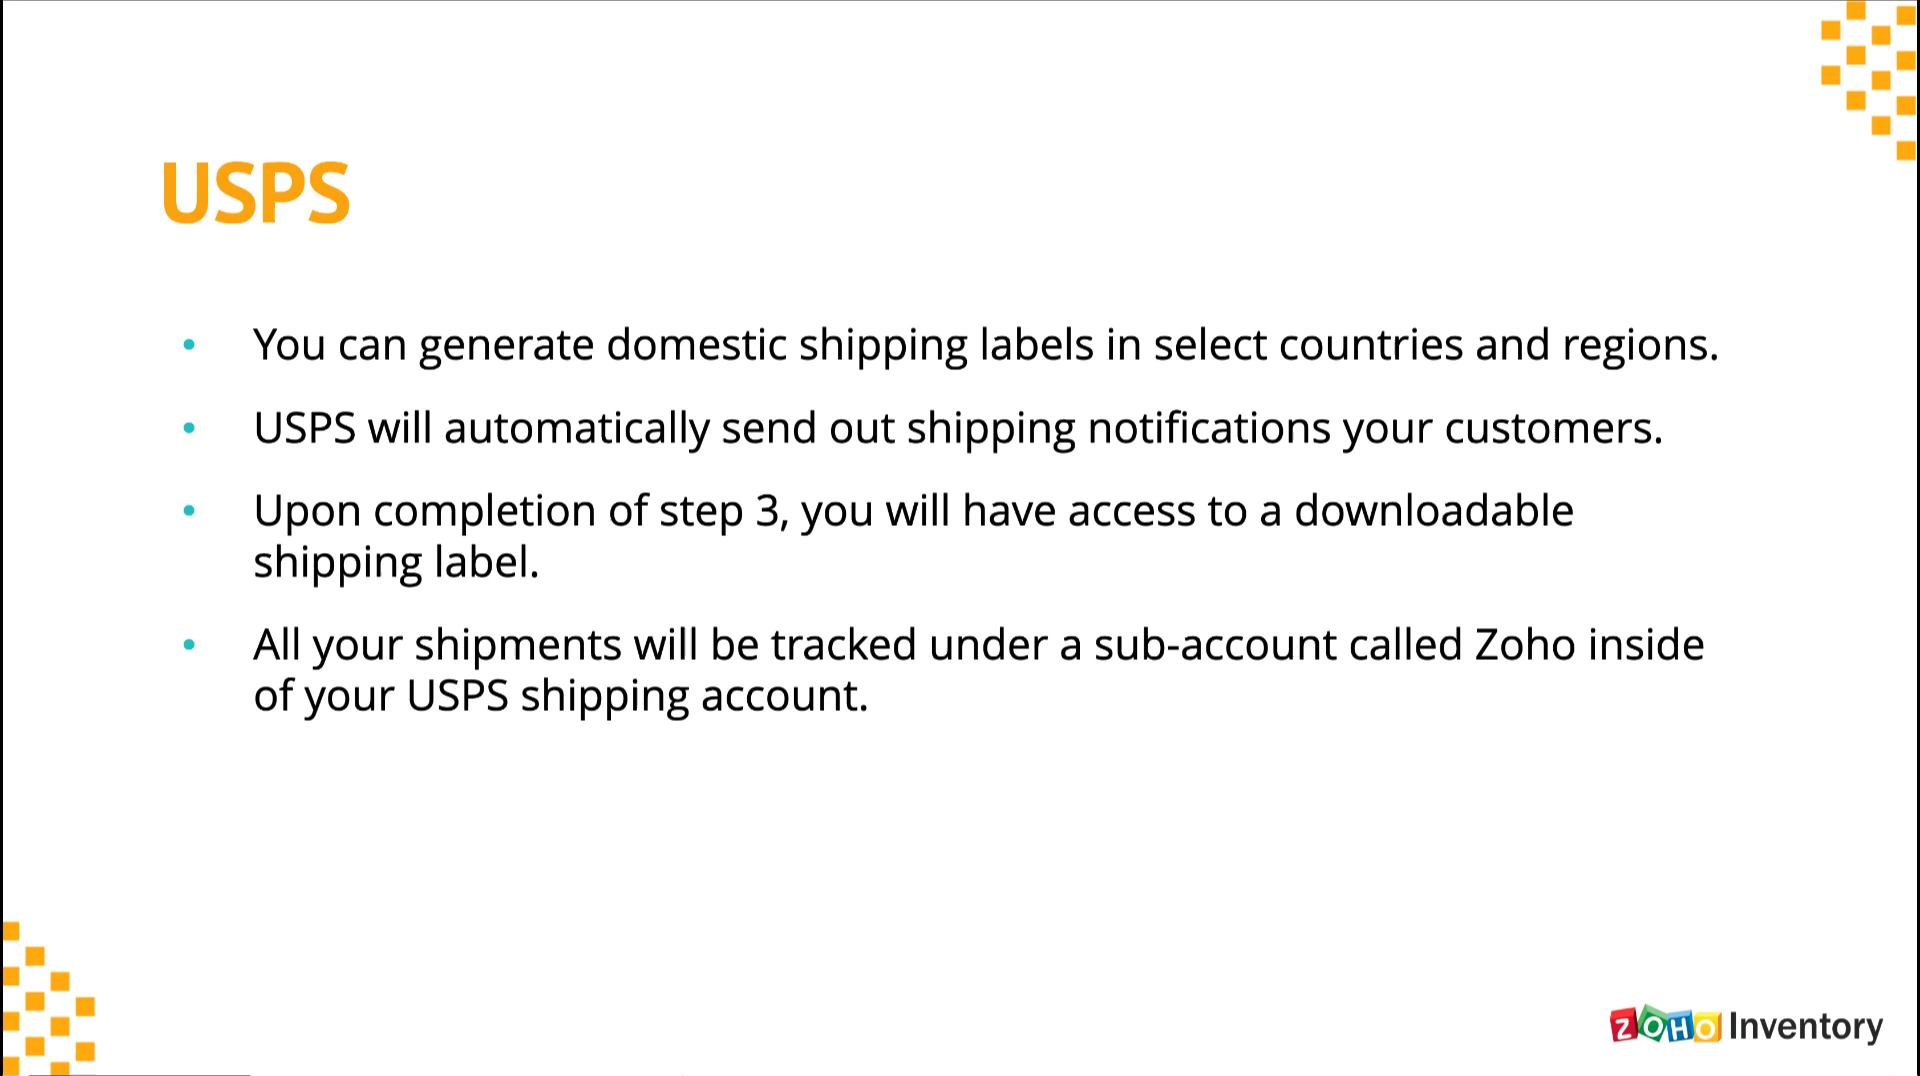 USPS
• You can generate domestic shipping labels in select countries and regions.
• USPS will automatically send out shipping notifications your customers.
• Upon completion of step 3, you will have access to a downloadable
shipping label.
• All your shipments will be tracked under a sub-account called Zoho inside
of your USPS shipping account.
ZOHO Inventory